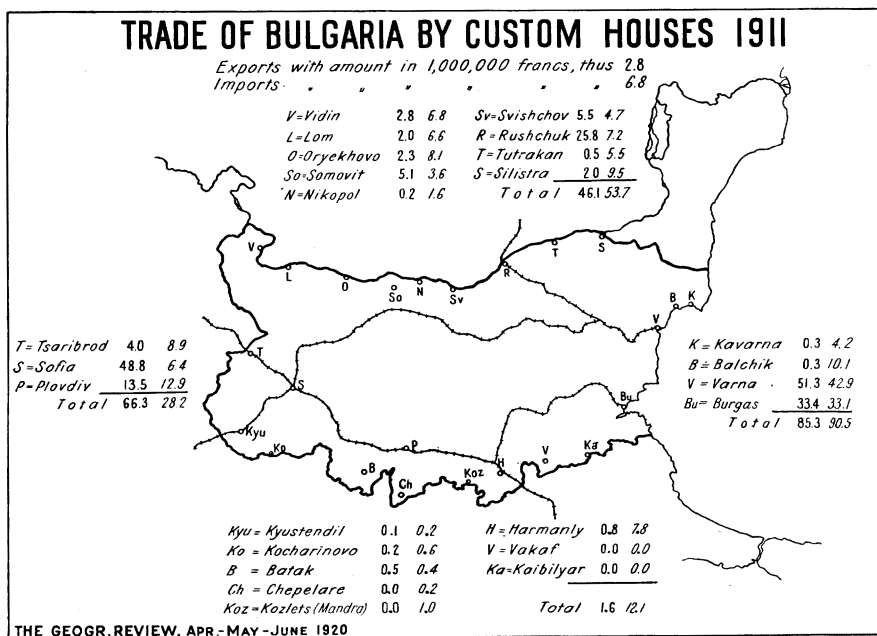 TRADE OF BULGARIA BY CUSTOM HOUSES 1911
Exports with amount in 1,000,000 francs, thus 2.8
Imports " " " " " 6.8
V=Vidin 2.8 6.8
L=Lom 2.0 6.6
O=Oryekhovo 2.3 8.1
So=Somovit 5.1 3.6
N=Nikopol 0.2 1.6
Sv=Svishchov 5.5 4.7
R=Rushchuk 25.8 7.2
T=Tutrakan 0.5 5.5
S=Silistra 2.0 9.5
Total 46.1 53.7
V
L
O
So
N
Sv
R
T
S
V
B
K
T=Tsaribrod 4.0 8.9
S=Sofia 48.8 6.4
P=Plovdiv 13.5 12.9
Total 66.3 28.2
K=Kavarna 0.3 4.2
B=Balchik 0.3 10.1
V=Varna 51.3 42.9
Bu=Burgas 33.4 33.1
Total 85.3 90.5
T
S
Bu
Kyu
Ko
B
P
Ch
Koz
H
V
Ka
Kyu=Kyustendil 0.1 0.2
Ko=Kocharinovo 0.2 0.6
B=Batak 0.5 0.4
Ch=Chepelare 0.0 0.2
Koz=Kozlets (Mandra) 0.0 1.0
H=Harmanly 0.8 7.8
V=Vakaf 0.0 0.0
Ka=Kaibilyar 0.0 0.0
Total 1.6 12.1
THE GEOGR. REVIEW, APR.-MAY-JUNE 1920